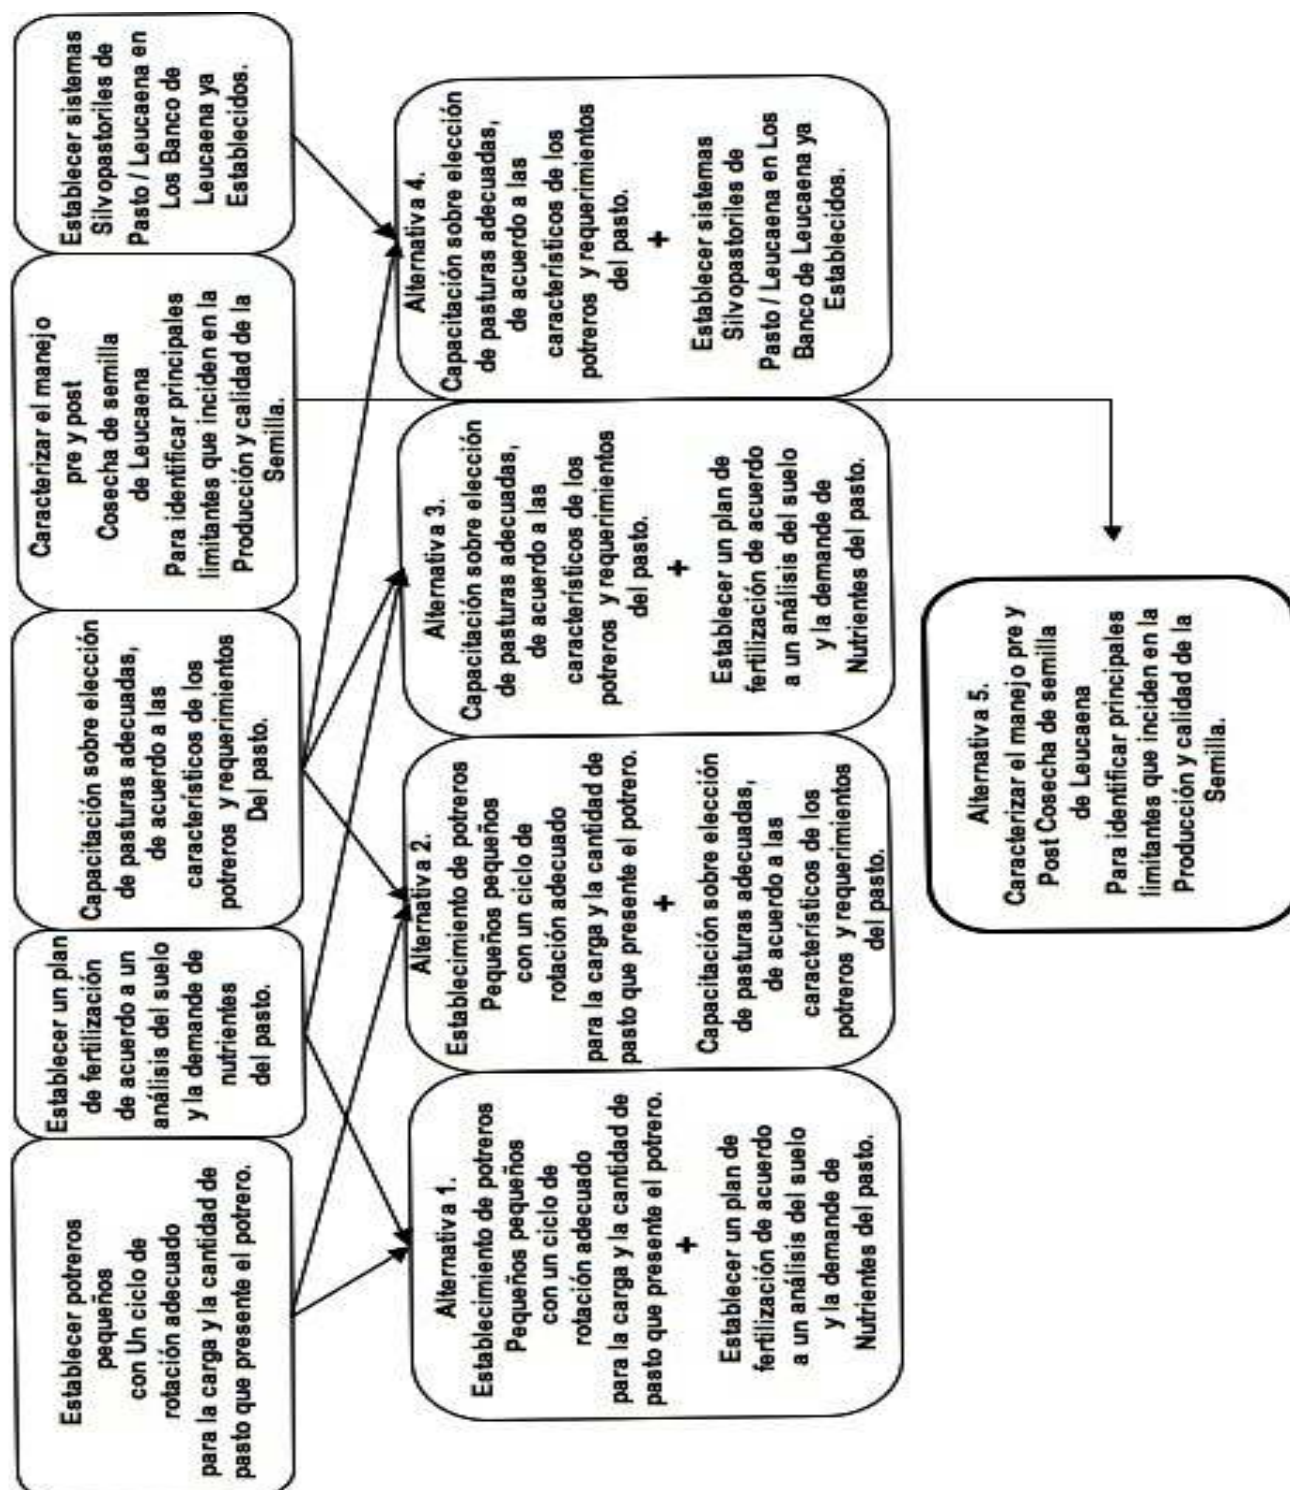 Establecer potreros
pequeños
con Un ciclo de
rotación adecuado
para la carga y la cantidad de
pasto que presente el potrero.
Establecer un plan
de fertilización
de acuerdo a un
análisis del suelo
y la demande de
nutrientes
del pasto.
Capacitación sobre elección
de pasturas adecuadas,
de acuerdo a las
característicos de los
potreros y requerimientos
Del pasto.
Caracterizar el manejo
pre y post
Cosecha de semilla
de Leucaena
Para identificar principales
limitantes que inciden en la
Producción y calidad de la
Semilla.
Establecer sistemas
Silvopastoriles de
Pasto / Leucaena en
Los Banco de
Leucaena ya
Establecidos.
Alternativa 1.
Establecimiento de potreros
Pequeños pequeños
con un ciclo de
rotación adecuado
para la carga y la cantidad de
pasto que presente el potrero.
+
Establecer un plan de
fertilización de acuerdo
a un análisis del suelo
y la demande de
Nutrientes del pasto.
Alternativa 2.
Establecimiento de potreros
Pequeños pequeños
con un ciclo de
rotación adecuado
para la carga y la cantidad de
pasto que presente el potrero.
+
Capacitación sobre elección
de pasturas adecuadas,
de acuerdo a las
característicos de los
potreros y requerimientos
del pasto.
Alternativa 3.
Capacitación sobre elección
de pasturas adecuadas,
de acuerdo a las
característicos de los
potreros y requerimientos
del pasto.
+
Establecer un plan de
fertilización de acuerdo
a un análisis del suelo
y la demande de
Nutrientes del pasto.
Alternativa 4.
Capacitación sobre elección
de pasturas adecuadas,
de acuerdo a las
característicos de los
potreros y requerimientos
del pasto.
+
Establecer sistemas
Silvopastoriles de
Pasto / Leucaena en Los
Banco de Leucaena ya
Establecidos.
Alternativa 5.
Caracterizar el manejo pre y
Post Cosecha de semilla
de Leucaena
Para identificar principales
limitantes que inciden en la
Producción y calidad de la
Semilla.